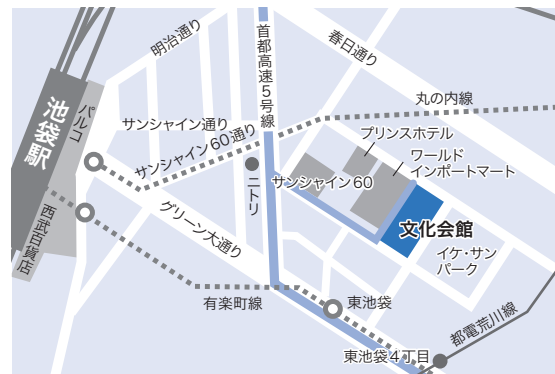 明治通り
首都高速5号線
春日通り
丸の内線
池袋駅
パルコ
サンシャイン通り
サンシャイン60通り
プリンスホテル
ワールド
インポートマート
ニトリ
サンシャイン60
文化会館
西武百貨店
グリーン大通り
イケ・サン
パーク
有楽町線
東池袋
都電荒川線
東池袋4丁目